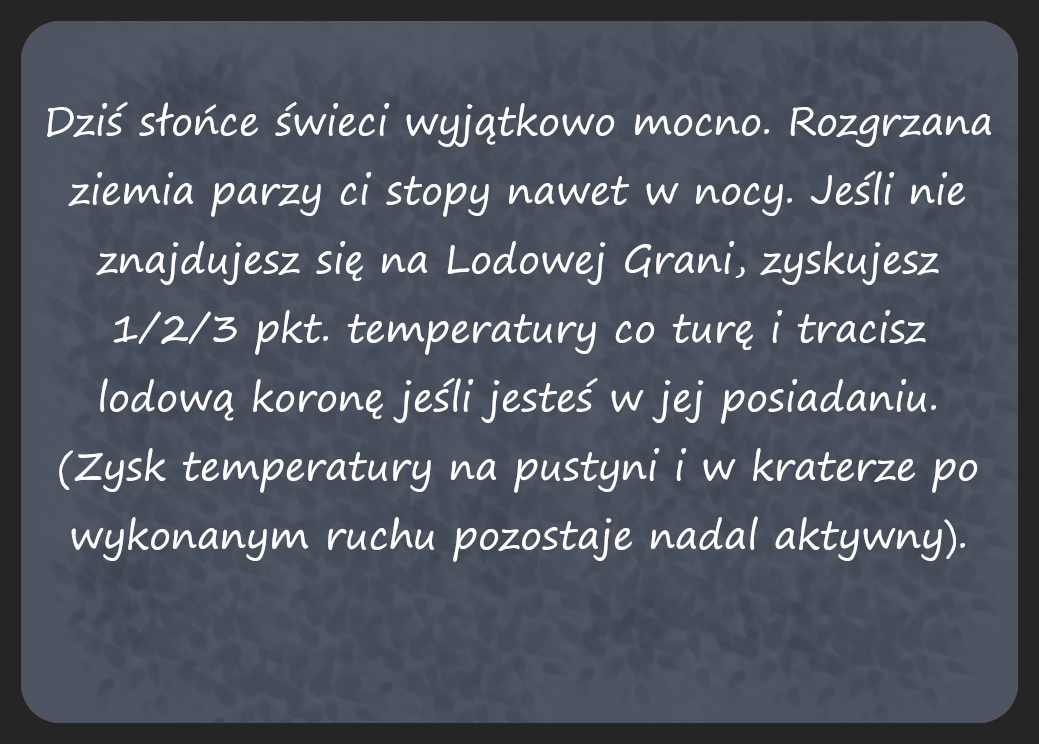 Dziś słońce świeci wyjątkowo mocno. Rozgrzana
ziemia parzy ci stopy nawet w nocy. Jeśli nie
znajdujesz się na Lodowej Grani, zyskujesz
1/2/3 pkt. temperatury co turę i tracisz
lodową koronę jeśli jesteś w jej posiadaniu.
(Zysk temperatury na pustyni i w kraterze po
wykonanym ruchu pozostaje nadal aktywny).